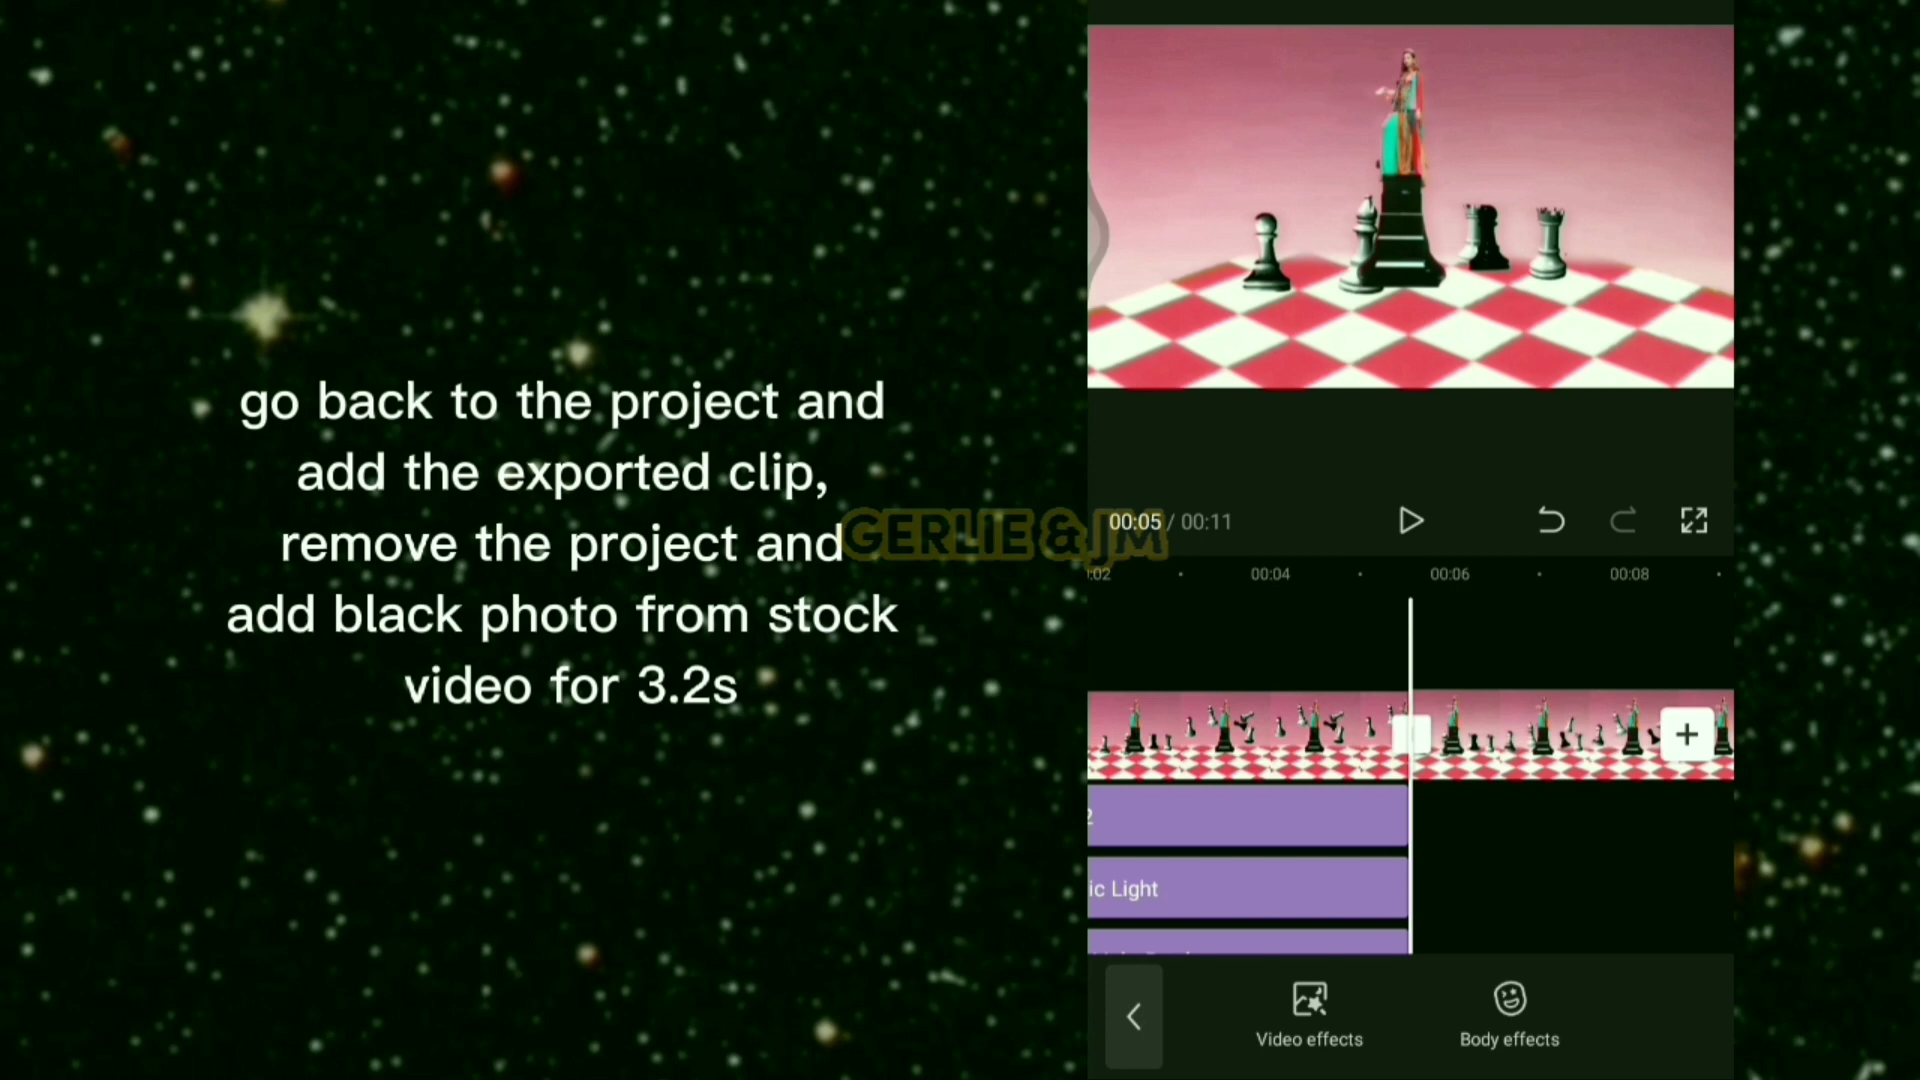 go back to the project and
add the exported clip,
remove the project and
add black photo from stock
video for 3.2s
GERLIE & JM
00:05 / 00:11
:02
00:04
00:06
00:08
2
ic Light
Video effects
Body effects